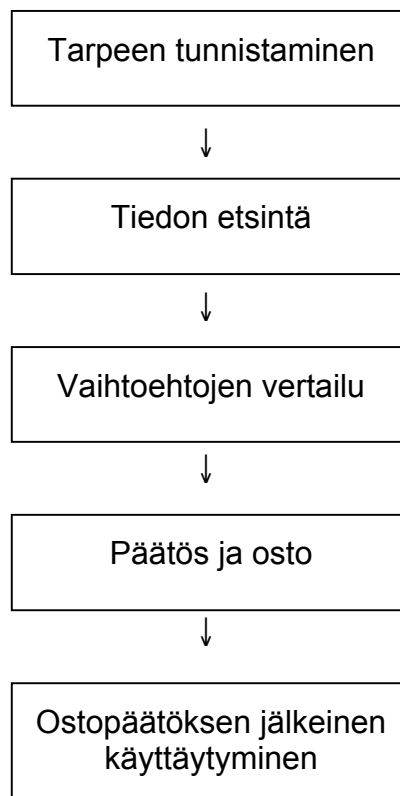 Tarpeen tunnistaminen
↓
Tiedon etsintä
↓
Vaihtoehtojen vertailu
↓
Päätös ja osto
↓
Ostopäätöksen jälkeinen
käyttäytyminen